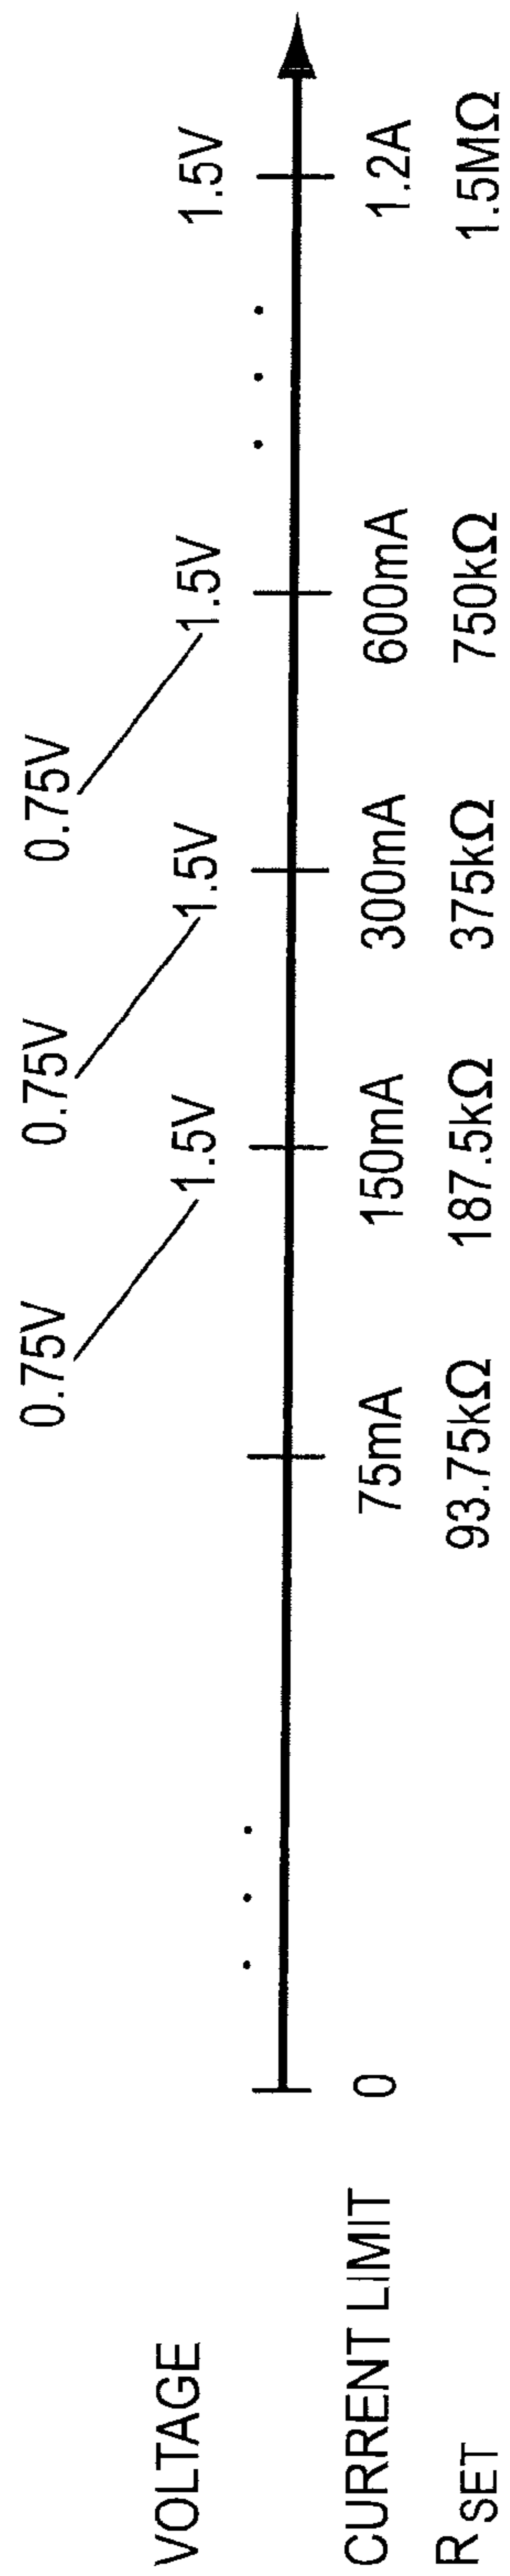 0.75V 0.75V 0.75V
VOLTAGE 1.5V 1.5V 1.5V 1.5V
CURRENT LIMIT 0 75mA 150mA 300mA 600mA 1.2A
RSET 93.75kΩ 187.5kΩ 375kΩ 750kΩ 1.5MΩ